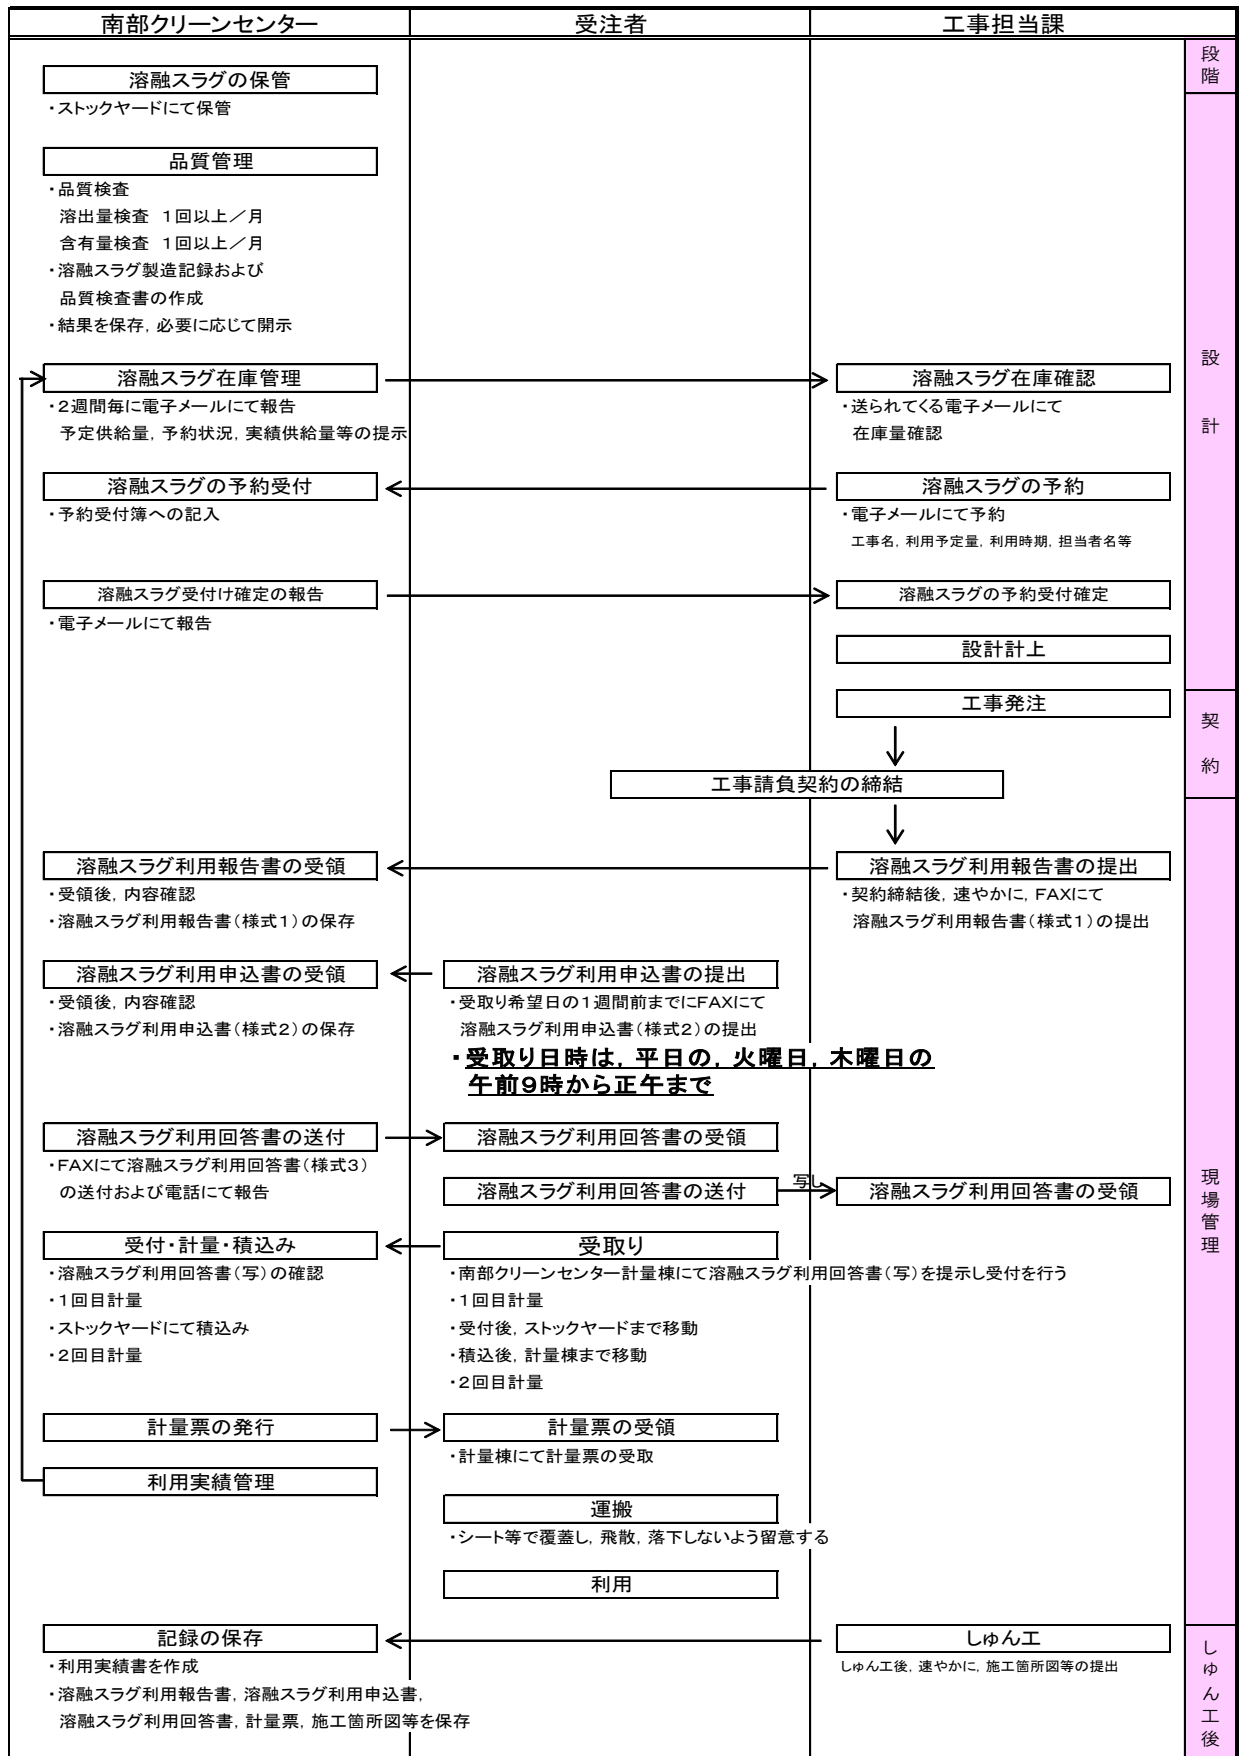 南部クリーンセンター
受注者
工事担当課
段階
溶融スラグの保管
・ストックヤードにて保管
品質管理
・品質検査
溶出量検査 1回以上／月
含有量検査 1回以上／月
・溶融スラグ製造記録および
品質検査書の作成
・結果を保存，必要に応じて開示
設計
溶融スラグ在庫管理
溶融スラグ在庫確認
・2週間毎に電子メールにて報告
予定供給量，予約状況，実績供給量等の提示
・送られてくる電子メールにて
在庫量確認
溶融スラグの予約受付
溶融スラグの予約
・予約受付簿への記入
・電子メールにて予約
工事名，利用予定量，利用時期，担当者名等
溶融スラグ受付け確定の報告
溶融スラグの予約受付確定
・電子メールにて報告
設計計上
工事発注
契約
工事請負契約の締結
溶融スラグ利用報告書の受領
溶融スラグ利用報告書の提出
・受領後，内容確認
・溶融スラグ利用報告書（様式1）の保存
・契約締結後，速やかに，FAXにて
溶融スラグ利用報告書（様式1）の提出
溶融スラグ利用申込書の受領
溶融スラグ利用申込書の提出
・受領後，内容確認
・溶融スラグ利用申込書（様式2）の保存
・受取り希望日の1週間前までにFAXにて
溶融スラグ利用申込書（様式2）の提出
・受取り日時は，平日の，火曜日，木曜日の
午前9時から正午まで
溶融スラグ利用回答書の送付
溶融スラグ利用回答書の受領
・FAXにて溶融スラグ利用回答書（様式3）
の送付および電話にて報告
溶融スラグ利用回答書の送付
写し
溶融スラグ利用回答書の受領
現場管理
受付・計量・積込み
受取り
・溶融スラグ利用回答書（写）の確認
・1回目計量
・ストックヤードにて積込み
・2回目計量
・南部クリーンセンター計量棟にて溶融スラグ利用回答書（写）を提示し受付を行う
・1回目計量
・受付後，ストックヤードまで移動
・積込後，計量棟まで移動
・2回目計量
計量票の発行
計量票の受領
・計量棟にて計量票の受取
利用実績管理
運搬
・シート等で覆蓋し，飛散，落下しないよう留意する
利用
記録の保存
しゅん工
・利用実績書を作成
・溶融スラグ利用報告書，溶融スラグ利用申込書，
溶融スラグ利用回答書，計量票，施工箇所図等を保存
しゅん工後，速やかに，施工箇所図等の提出
しゅん工後